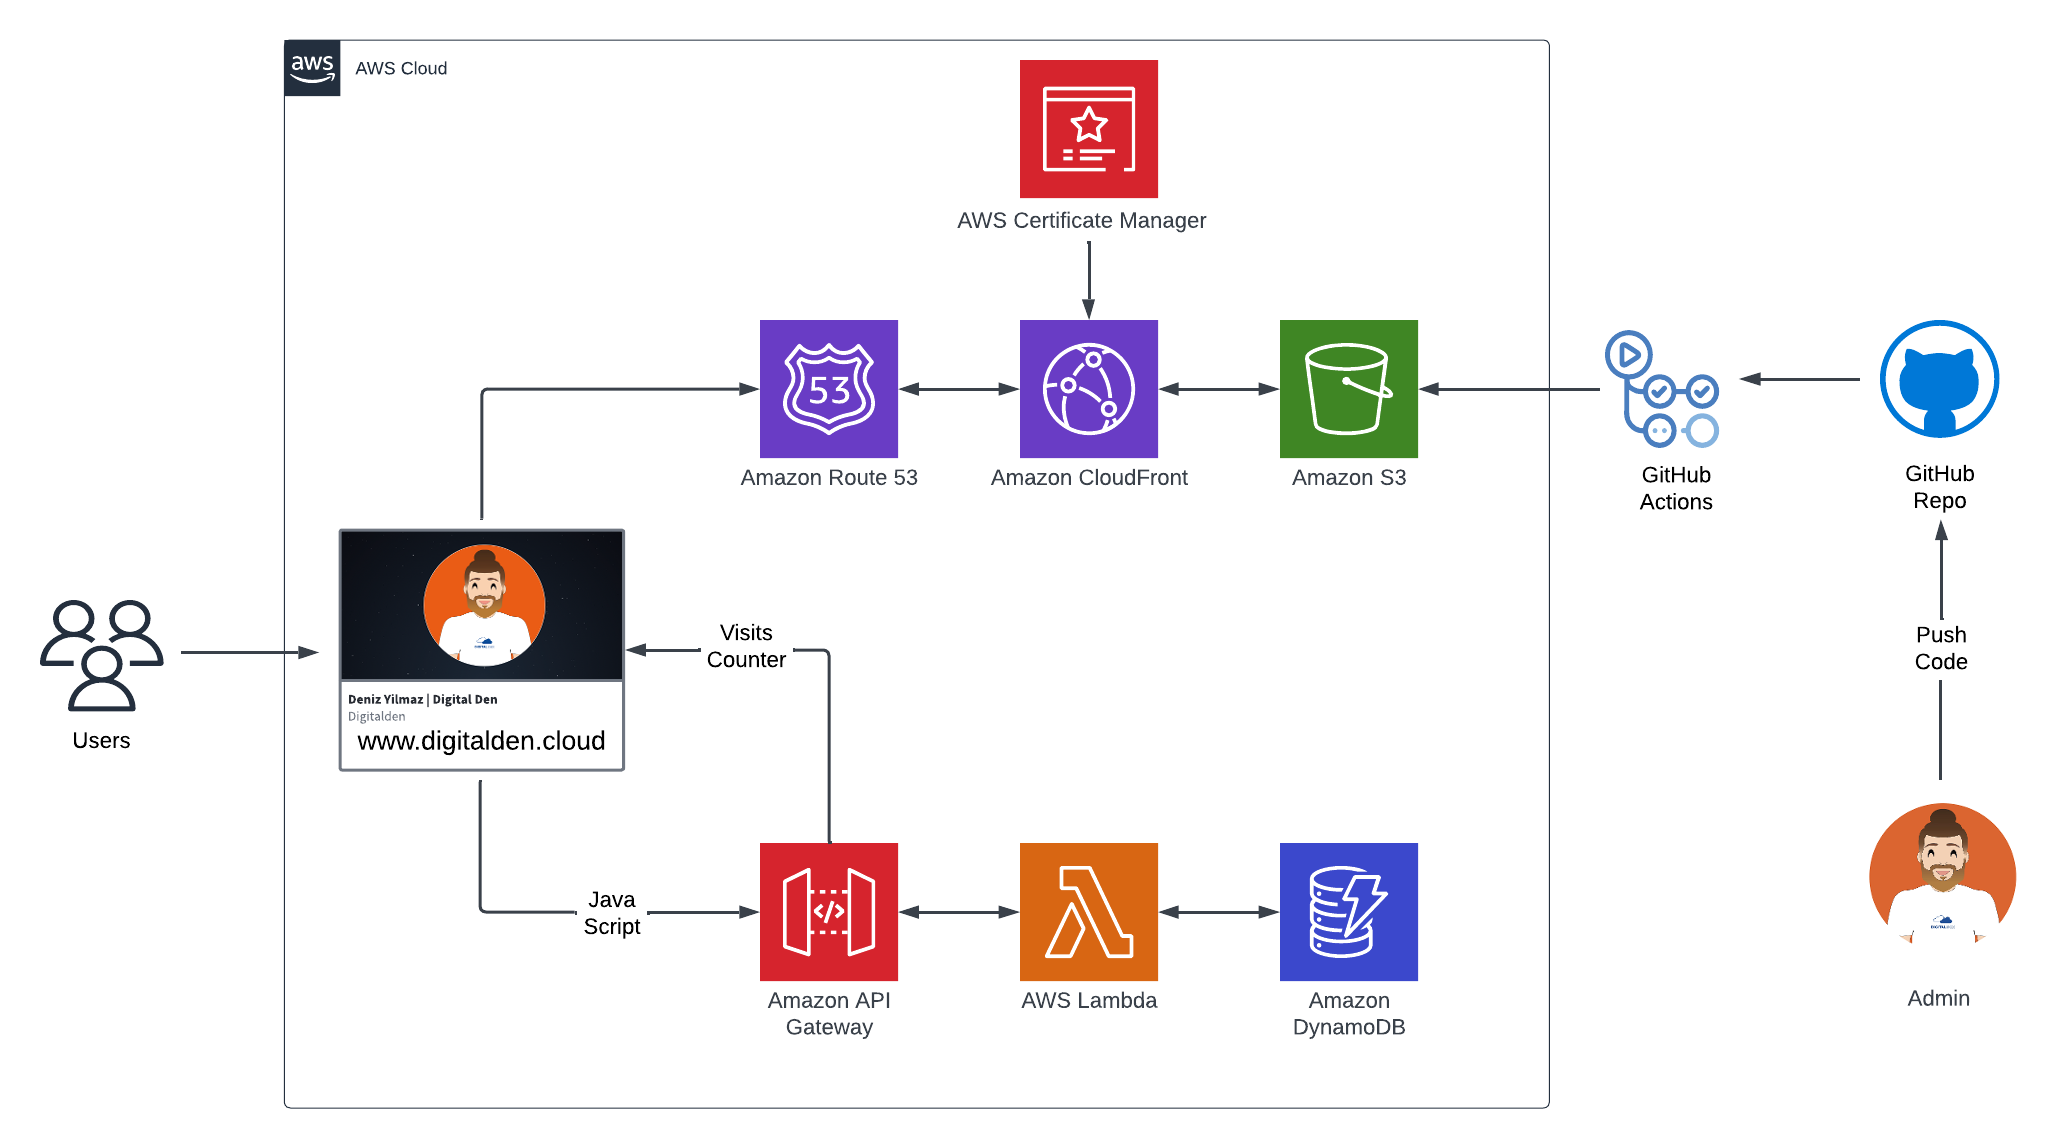 aws
AWS Cloud
AWS Certificate Manager
53
Amazon Route 53
Amazon CloudFront
Amazon S3
GitHub
Actions
GitHub
Repo
Visits
Counter
Push
Code
Deniz Yilmaz | Digital Den
Digitalden
www.digitalden.cloud
Users
Java
Script
</>
Amazon API
Gateway
AWS Lambda
Amazon
DynamoDB
Admin